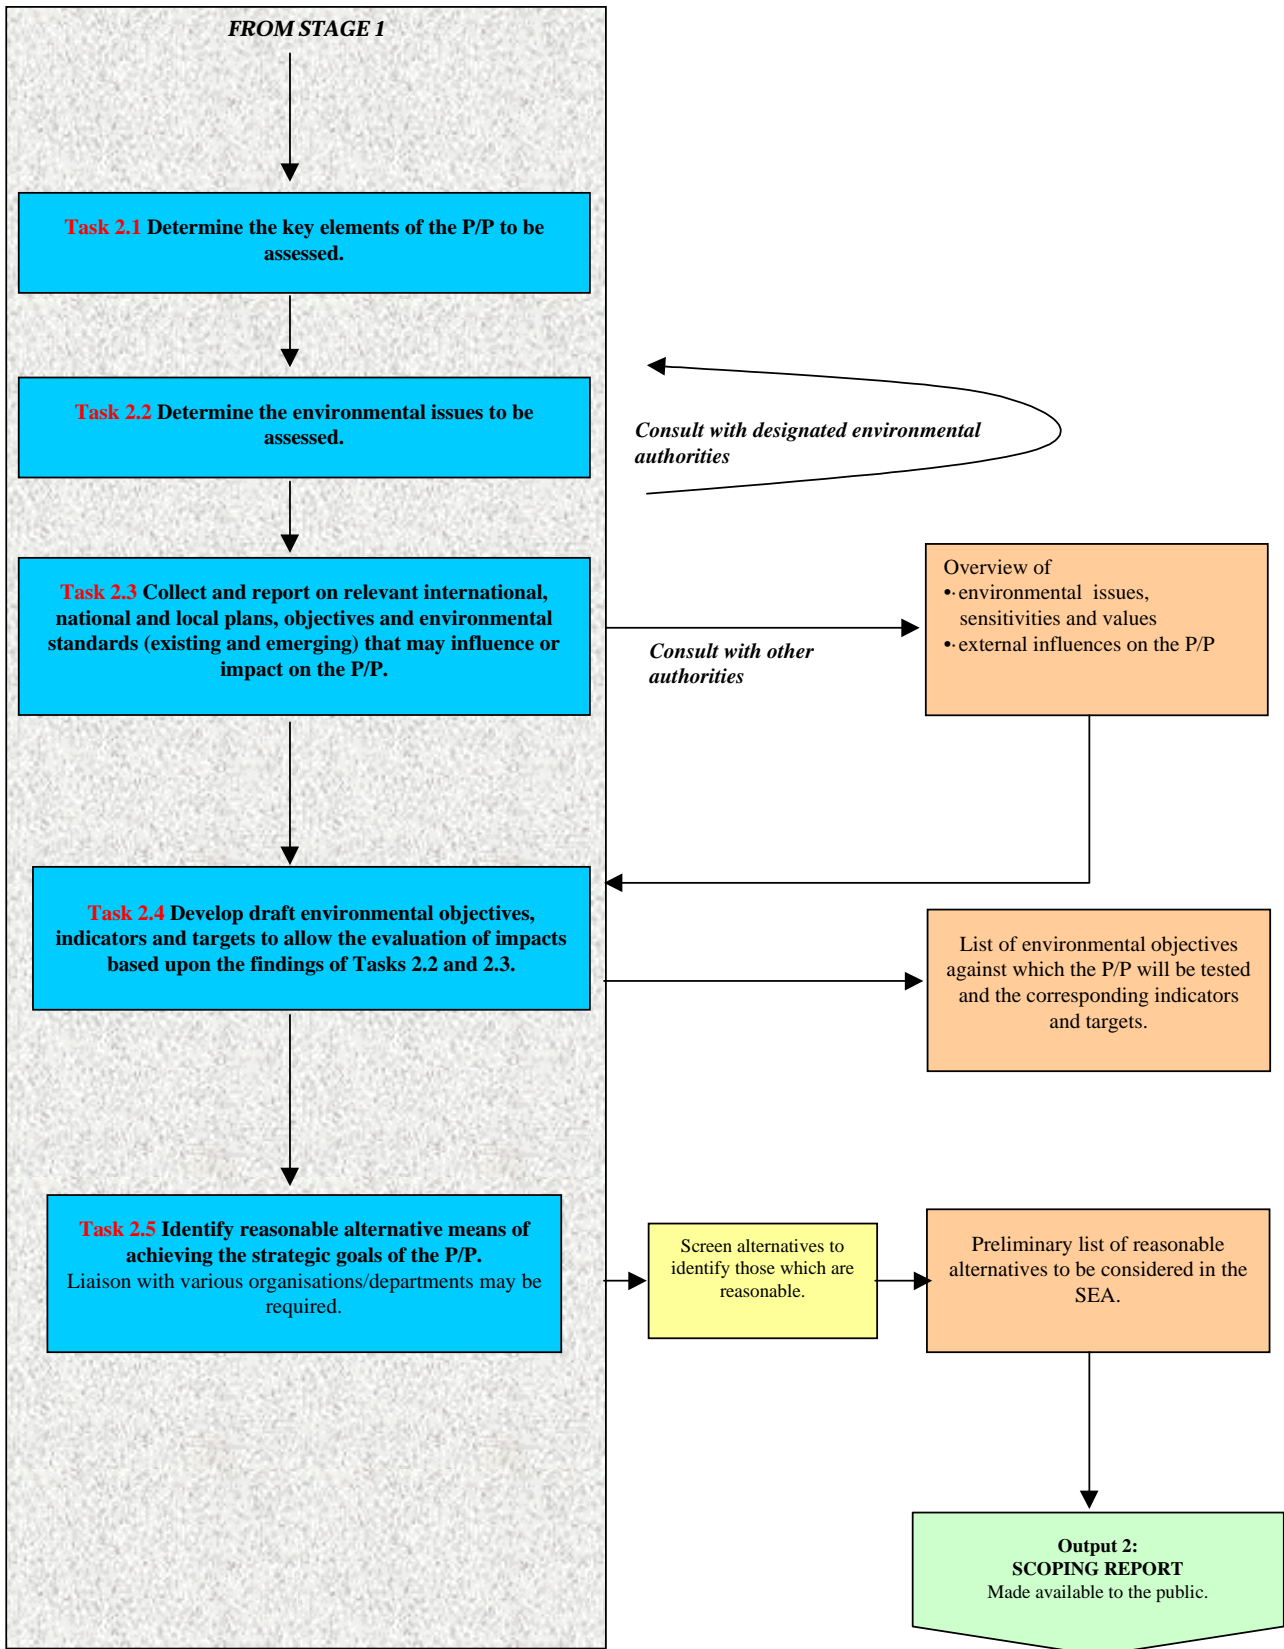 FROM STAGE 1
Task 2.1 Determine the key elements of the P/P to be
assessed.
Task 2.2 Determine the environmental issues to be
assessed.
Consult with designated environmental
authorities
Task 2.3 Collect and report on relevant international,
national and local plans, objectives and environmental
standards (existing and emerging) that may influence or
impact on the P/P.
Consult with other
authorities
Overview of
•· environmental issues,
sensitivities and values
•· external influences on the P/P
Task 2.4 Develop draft environmental objectives,
indicators and targets to allow the evaluation of impacts
based upon the findings of Tasks 2.2 and 2.3.
List of environmental objectives
against which the P/P will be tested
and the corresponding indicators
and targets.
Task 2.5 Identify reasonable alternative means of
achieving the strategic goals of the P/P.
Liaison with various organisations/departments may be
required.
Screen alternatives to
identify those which are
reasonable.
Preliminary list of reasonable
alternatives to be considered in the
SEA.
Output 2:
SCOPING REPORT
Made available to the public.